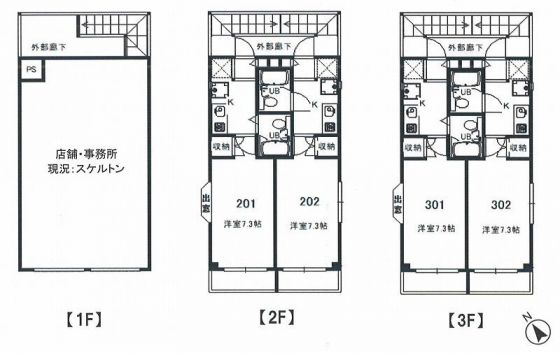 外部廊下
PS
店舗・事務所
現況：スケルトン
【1F】
外部廊下
UB
K
K
UB
収納
収納
出窓
201
洋室7.3帖
202
洋室7.3帖
【2F】
外部廊下
UB
K
K
UB
収納
収納
出窓
301
洋室7.3帖
302
洋室7.3帖
【3F】
N